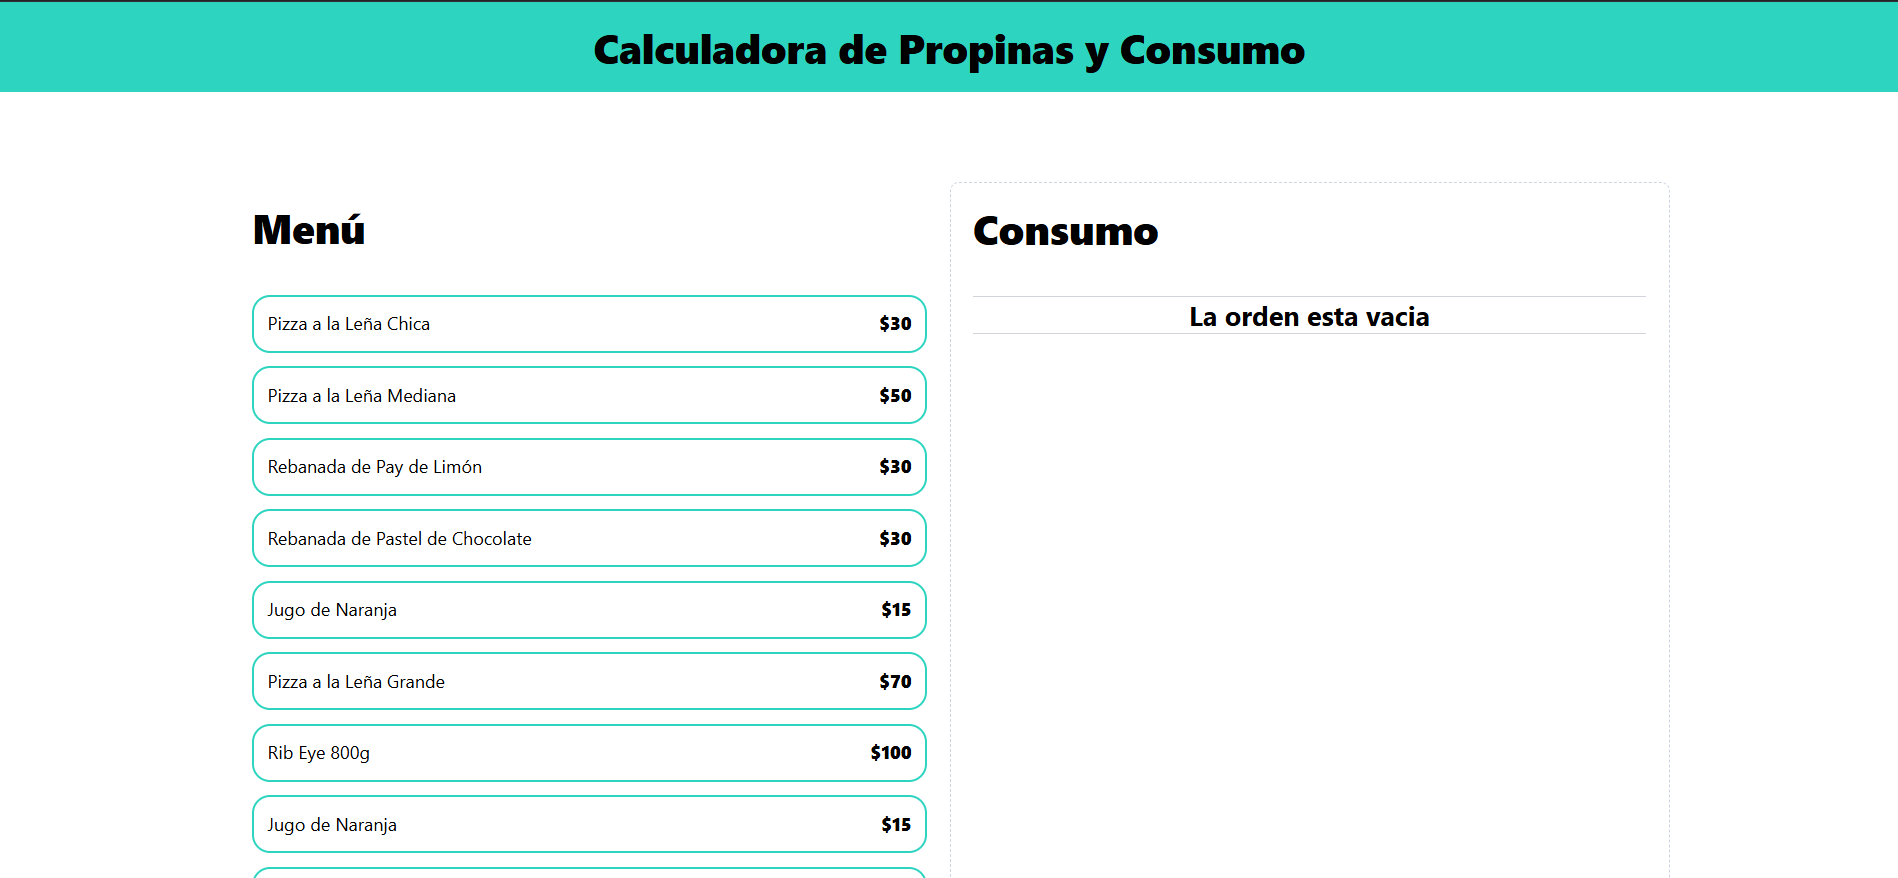 Calculadora de Propinas y Consumo
Menú
Pizza a la Leña Chica $30
Pizza a la Leña Mediana $50
Rebanada de Pay de Limón $30
Rebanada de Pastel de Chocolate $30
Jugo de Naranja $15
Pizza a la Leña Grande $70
Rib Eye 800g $100
Jugo de Naranja $15
Consumo
La orden esta vacia